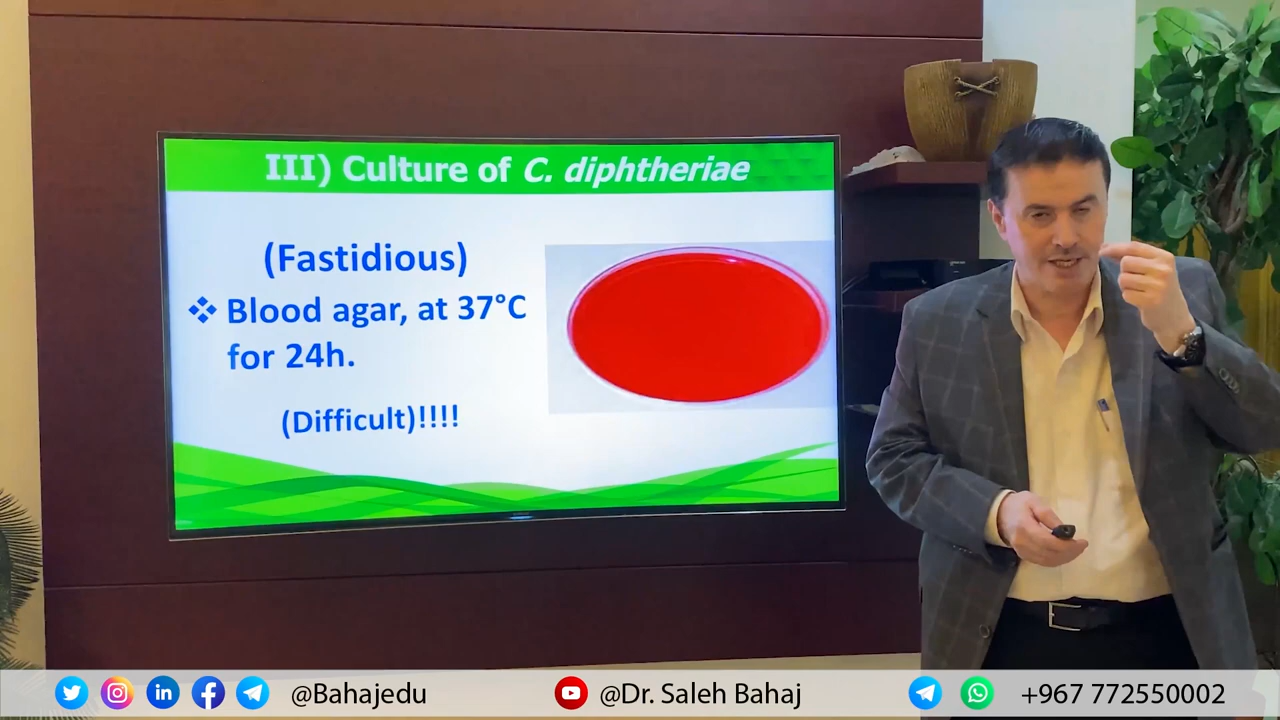 III) Culture of C. diphtheriae
(Fastidious)
❖ Blood agar, at 37°C
for 24h.
(Difficult)!!!!
@Bahajedu
@Dr. Saleh Bahaj
+967 772550002